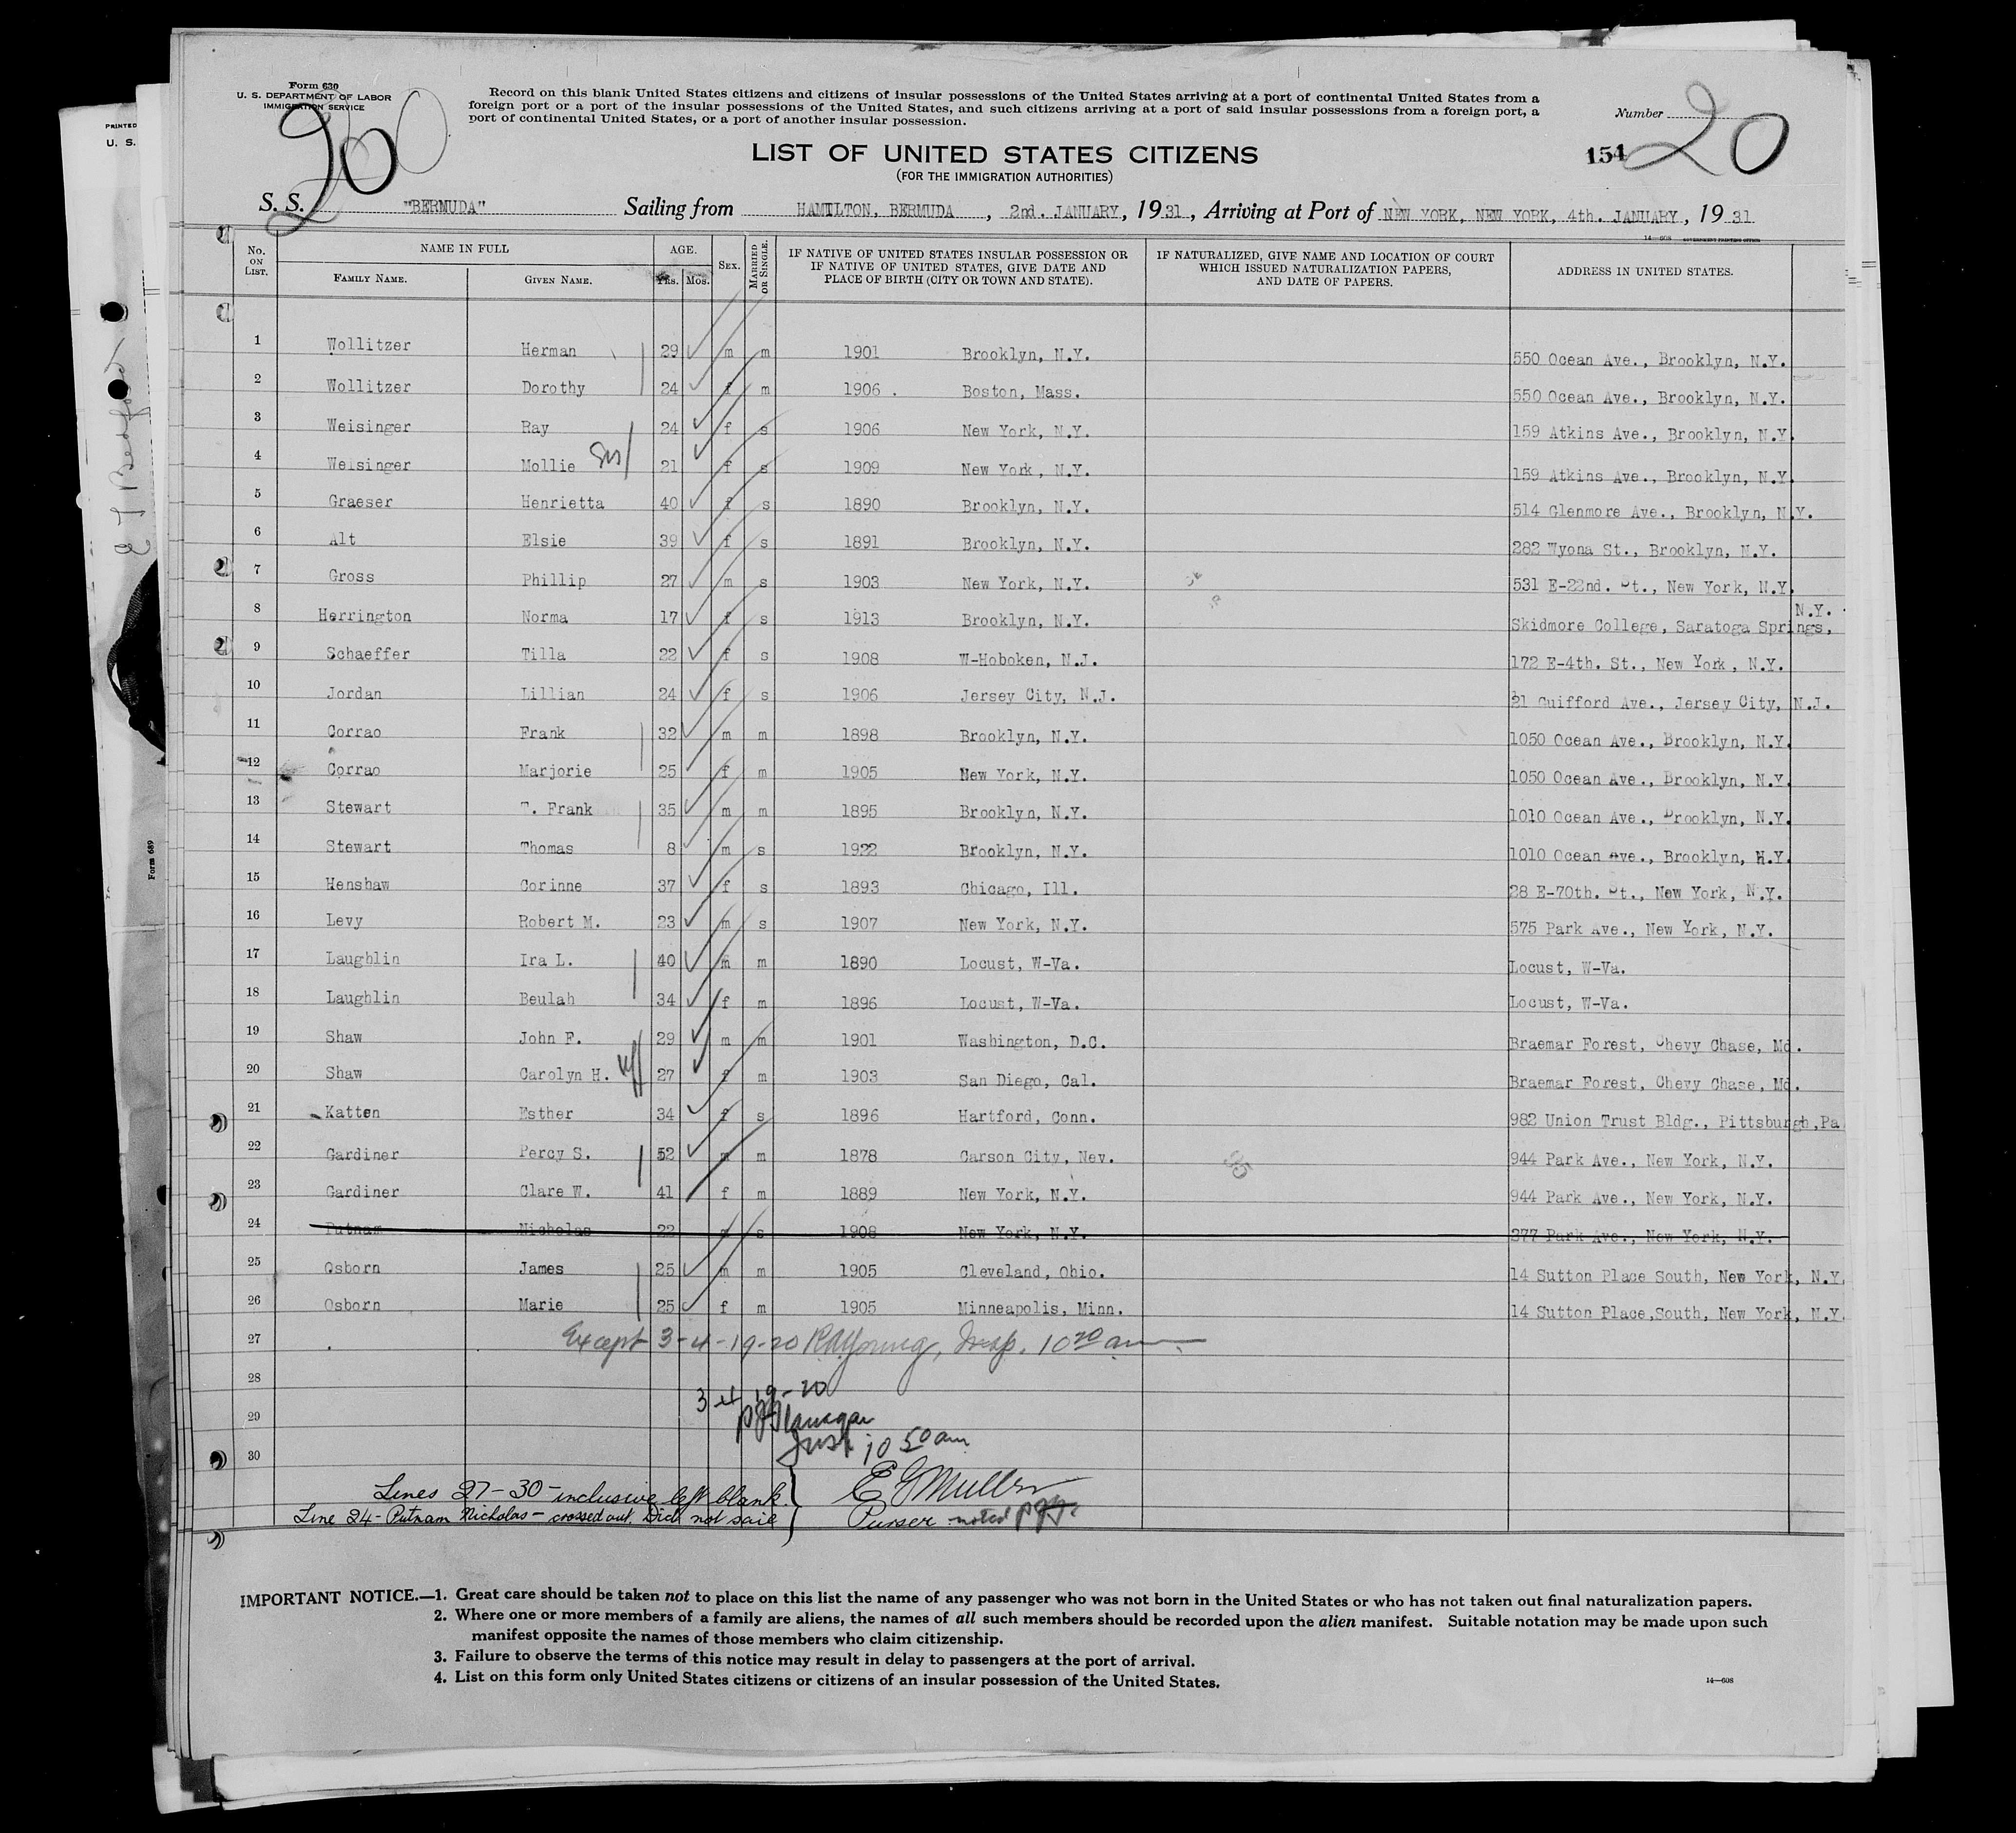 PRINTED
U. S.
Form 630
U. S. DEPARTMENT OF LABOR
IMMIGRATION SERVICE
200
Record on this blank United States citizens and citizens of insular possessions of the United States arriving at a port of continental United States from a
foreign port or a port of the insular possessions of the United States, and such citizens arriving at a port of said insular possessions from a foreign port, a
port of continental United States, or a port of another insular possession.
Number
154 20
LIST OF UNITED STATES CITIZENS
(FOR THE IMMIGRATION AUTHORITIES)
S. S. "BERMUDA" Sailing from HAMILTON, BERMUDA, 2nd. JANUARY, 1931, Arriving at Port of NEW YORK, NEW YORK, 4th. JANUARY, 1931
14—608 GOVERNMENT PRINTING OFFICE
No. ON LIST. NAME IN FULL FAMILY NAME. GIVEN NAME. AGE. Yrs. Mos. SEX. MARRIED OR SINGLE. IF NATIVE OF UNITED STATES INSULAR POSSESSION OR IF NATIVE OF UNITED STATES, GIVE DATE AND PLACE OF BIRTH (CITY OR TOWN AND STATE). IF NATURALIZED, GIVE NAME AND LOCATION OF COURT WHICH ISSUED NATURALIZATION PAPERS, AND DATE OF PAPERS. ADDRESS IN UNITED STATES.
1 Wollitzer Herman 29 m m 1901 Brooklyn, N.Y. 550 Ocean Ave., Brooklyn, N.Y.
2 Wollitzer Dorothy 24 f m 1906 . Boston, Mass. 550 Ocean Ave., Brooklyn, N.Y.
3 Weisinger Ray 24 f s 1906 New York, N.Y. 159 Atkins Ave., Brooklyn, N.Y.
4 Weisinger Mollie 21 f s 1909 New York, N.Y. 159 Atkins Ave., Brooklyn, N.Y.
5 Graeser Henrietta 40 f s 1890 Brooklyn, N.Y. 514 Glenmore Ave., Brooklyn, N.Y.
6 Alt Elsie 39 f s 1891 Brooklyn, N.Y. 282 Wyona St., Brooklyn, N.Y.
7 Gross Phillip 27 m s 1903 New York, N.Y. 531 E-22nd. St., New York, N.Y.
8 Herrington Norma 17 f s 1913 Brooklyn, N.Y. Skidmore College, Saratoga Springs, N.Y.
9 Schaeffer Tilla 22 f s 1908 W-Hoboken, N.J. 172 E-4th. St., New York, N.Y.
10 Jordan Lillian 24 f s 1906 Jersey City, N.J. 21 Guifford Ave., Jersey City, N.J.
11 Corrao Frank 32 m m 1898 Brooklyn, N.Y. 1050 Ocean Ave., Brooklyn, N.Y.
12 Corrao Marjorie 25 f m 1905 New York, N.Y. 1050 Ocean Ave., Brooklyn, N.Y.
13 Stewart T. Frank 35 m m 1895 Brooklyn, N.Y. 1010 Ocean Ave., Brooklyn, N.Y.
14 Stewart Thomas 8 m s 1922 Brooklyn, N.Y. 1010 Ocean Ave., Brooklyn, N.Y.
15 Henshaw Corinne 37 f s 1893 Chicago, Ill. 28 E-70th. St., New York, N.Y.
16 Levy Robert M. 23 m s 1907 New York, N.Y. 575 Park Ave., New York, N.Y.
17 Laughlin Ira L. 40 m m 1890 Locust, W-Va. Locust, W-Va.
18 Laughlin Beulah 34 f m 1896 Locust, W-Va. Locust, W-Va.
19 Shaw John F. 29 m m 1901 Washington, D.C. Braemar Forest, Chevy Chase, Md.
20 Shaw Carolyn H. 27 f m 1903 San Diego, Cal. Braemar Forest, Chevy Chase, Md.
21 Katten Esther 34 f s 1896 Hartford, Conn. 982 Union Trust Bldg., Pittsburgh,Pa
22 Gardiner Percy S. 52 m m 1878 Carson City, Nev. 944 Park Ave., New York, N.Y.
23 Gardiner Clare W. 41 f m 1889 New York, N.Y. 944 Park Ave., New York, N.Y.
24 Putnam Nicholas 22 m s 1908 New York, N.Y. 277 Park Ave., New York, N.Y.
25 Osborn James 25 m m 1905 Cleveland, Ohio. 14 Sutton Place South, New York, N.Y.
26 Osborn Marie 25 f m 1905 Minneapolis, Minn. 14 Sutton Place,South, New York, N.Y.
27 Except 3-4-19-20 RMYoung, Insp. 10 20 am
28 3-4 19-20
29 PJFlanagan
30 Insp 10 50 am
Lines 27-30-inclusive left blank. EGMuller
Line 24- Putnam Nicholas- crossed out. Did not sail Purser noted PJF.
Form 689
IMPORTANT NOTICE.—1. Great care should be taken not to place on this list the name of any passenger who was not born in the United States or who has not taken out final naturalization papers.
2. Where one or more members of a family are aliens, the names of all such members should be recorded upon the alien manifest. Suitable notation may be made upon such
manifest opposite the names of those members who claim citizenship.
3. Failure to observe the terms of this notice may result in delay to passengers at the port of arrival.
4. List on this form only United States citizens or citizens of an insular possession of the United States.
14—608